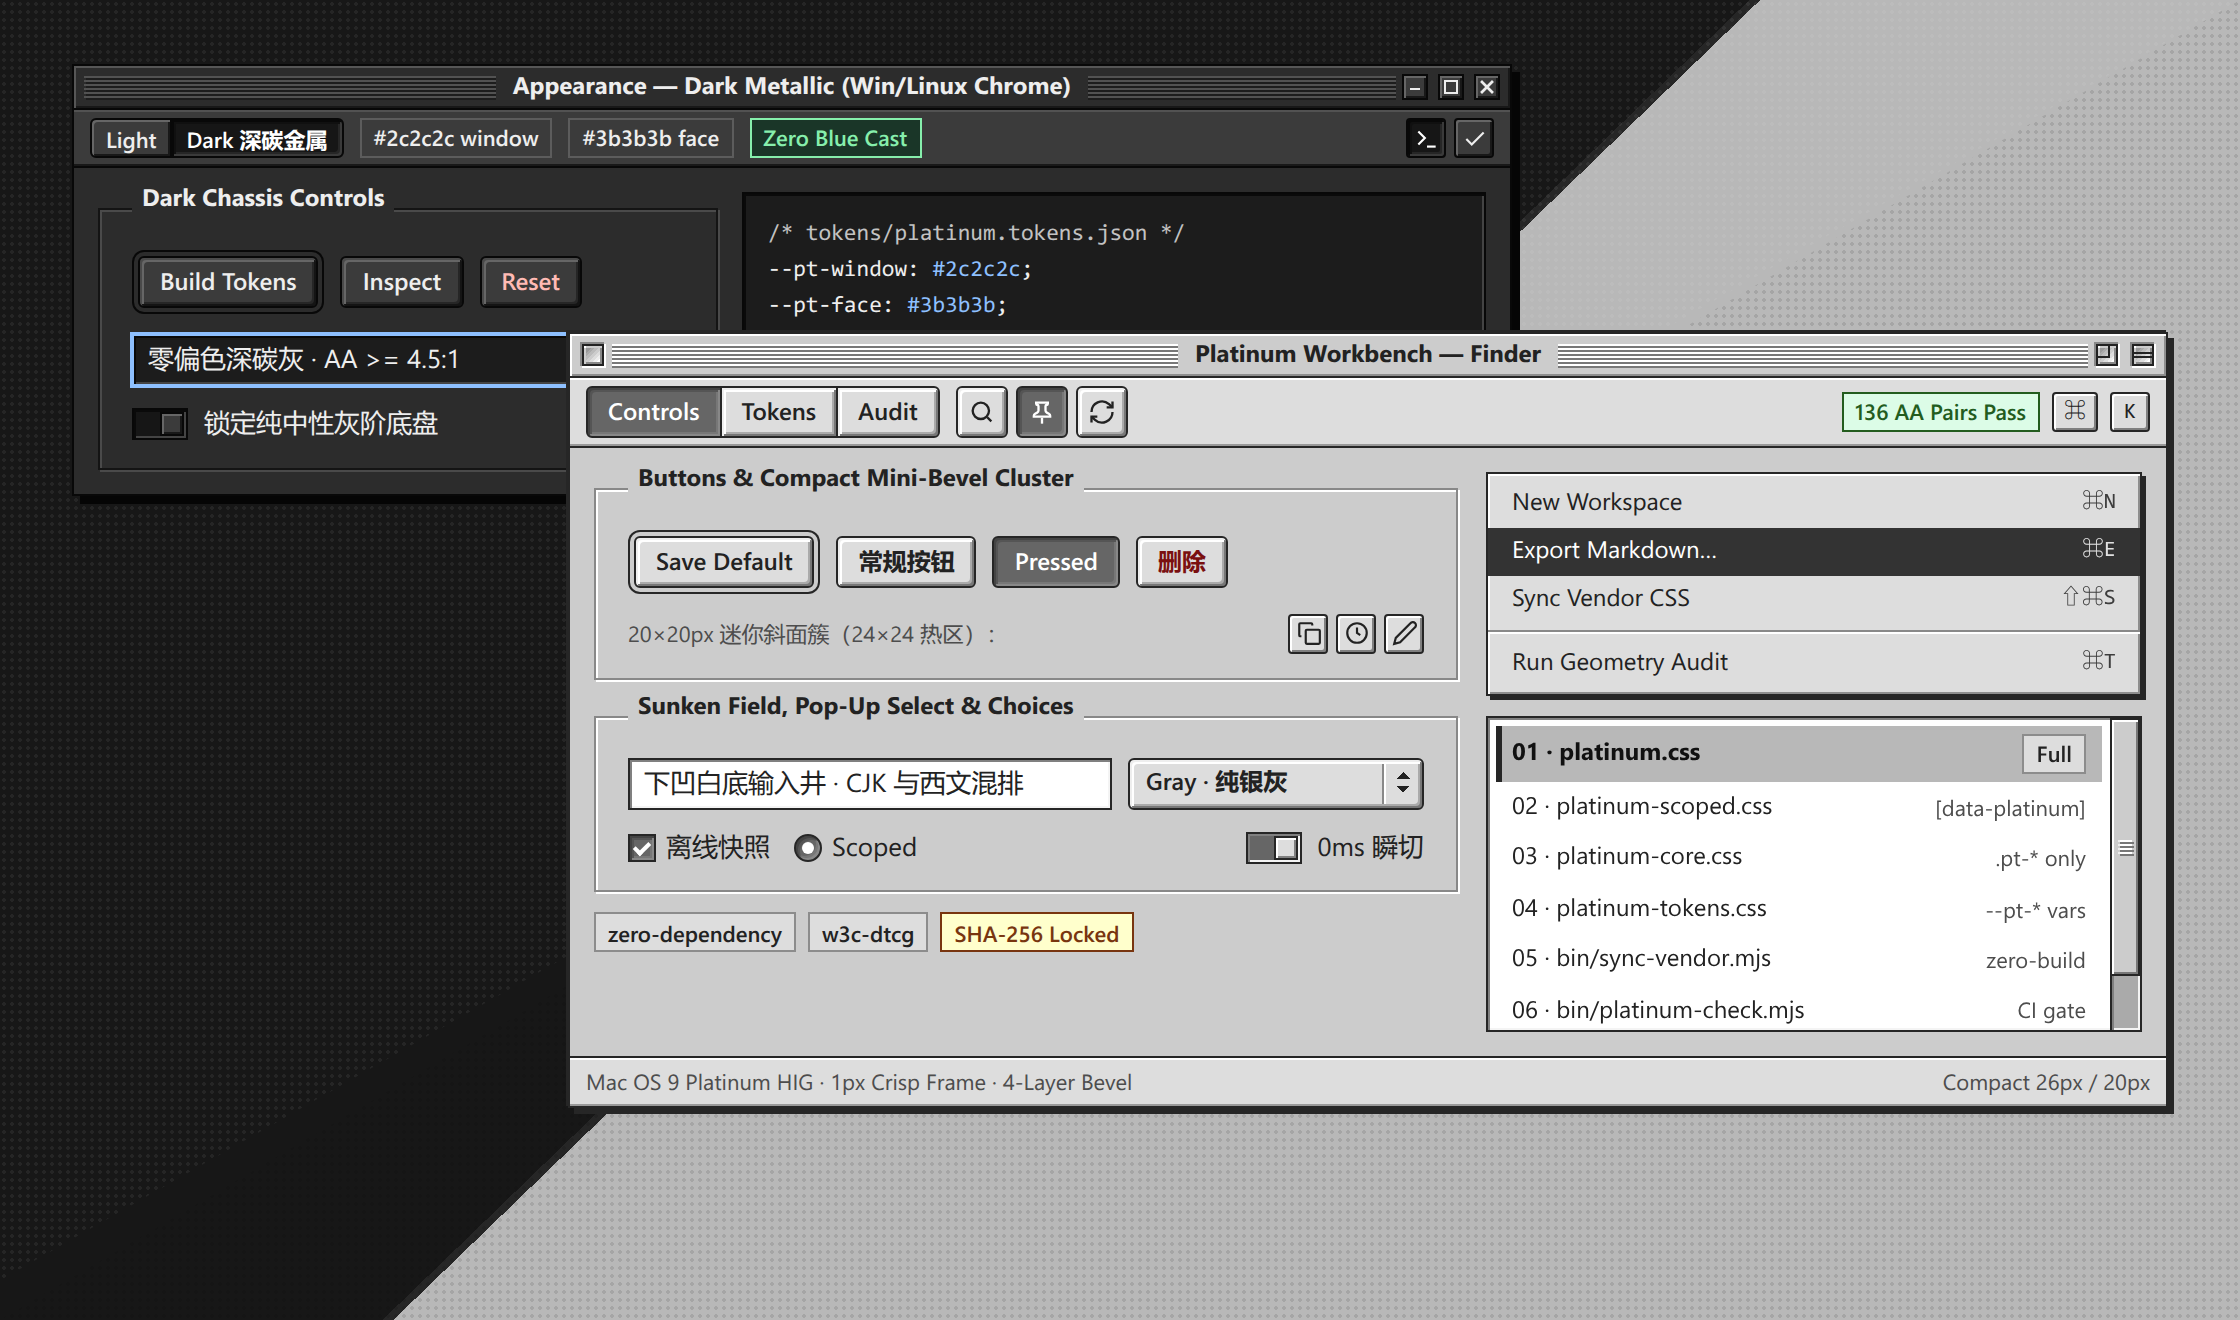 Appearance — Dark Metallic (Win/Linux Chrome)
Light
Dark 深碳金属
#2c2c2c window
#3b3b3b face
Zero Blue Cast
Dark Chassis Controls
Build Tokens
Inspect
Reset
零偏色深碳灰 · AA >= 4.5:1
锁定纯中性灰阶底盘
/* tokens/platinum.tokens.json */
--pt-window: #2c2c2c;
--pt-face: #3b3b3b;
Platinum Workbench — Finder
Controls
Tokens
Audit
136 AA Pairs Pass
⌘
K
Buttons & Compact Mini-Bevel Cluster
Save Default
常规按钮
Pressed
删除
20×20px 迷你斜面簇（24×24 热区）：
Sunken Field, Pop-Up Select & Choices
下凹白底输入井 · CJK 与西文混排
Gray · 纯银灰
离线快照
Scoped
0ms 瞬切
zero-dependency
w3c-dtcg
SHA-256 Locked
New Workspace ⌘N
Export Markdown... ⌘E
Sync Vendor CSS ⇧⌘S
Run Geometry Audit ⌘T
01 · platinum.css Full
02 · platinum-scoped.css [data-platinum]
03 · platinum-core.css .pt-* only
04 · platinum-tokens.css --pt-* vars
05 · bin/sync-vendor.mjs zero-build
06 · bin/platinum-check.mjs CI gate
Mac OS 9 Platinum HIG · 1px Crisp Frame · 4-Layer Bevel
Compact 26px / 20px